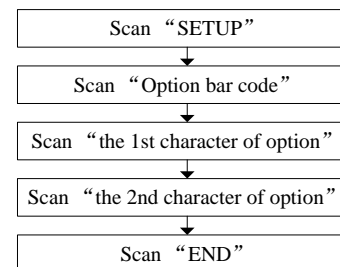 Scan “SETUP”
Scan “Option bar code”
Scan “the 1st character of option”
Scan “the 2nd character of option”
Scan “END”